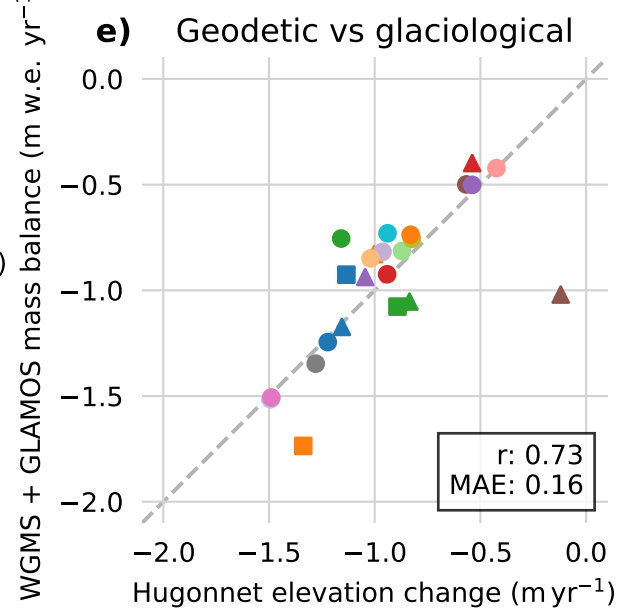 e) Geodetic vs glaciological
WGMS + GLAMOS mass balance (m w.e. yr⁻
)
0.0
−0.5
−1.0
−1.5
−2.0
r: 0.73
MAE: 0.16
−2.0 −1.5 −1.0 −0.5 0.0
Hugonnet elevation change (m yr⁻¹)